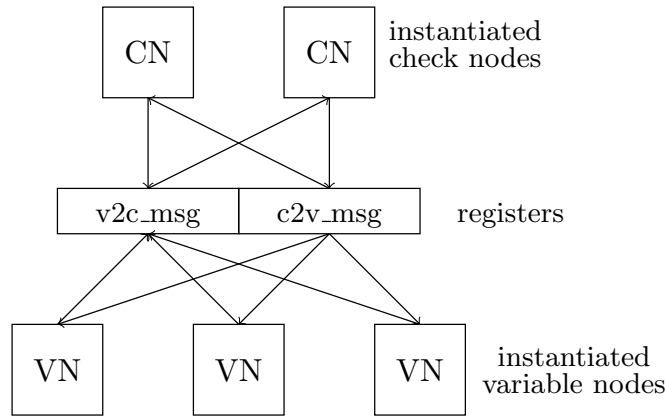 CN
CN
instantiated
check nodes
v2c_msg
c2v_msg
registers
VN
VN
VN
instantiated
variable nodes